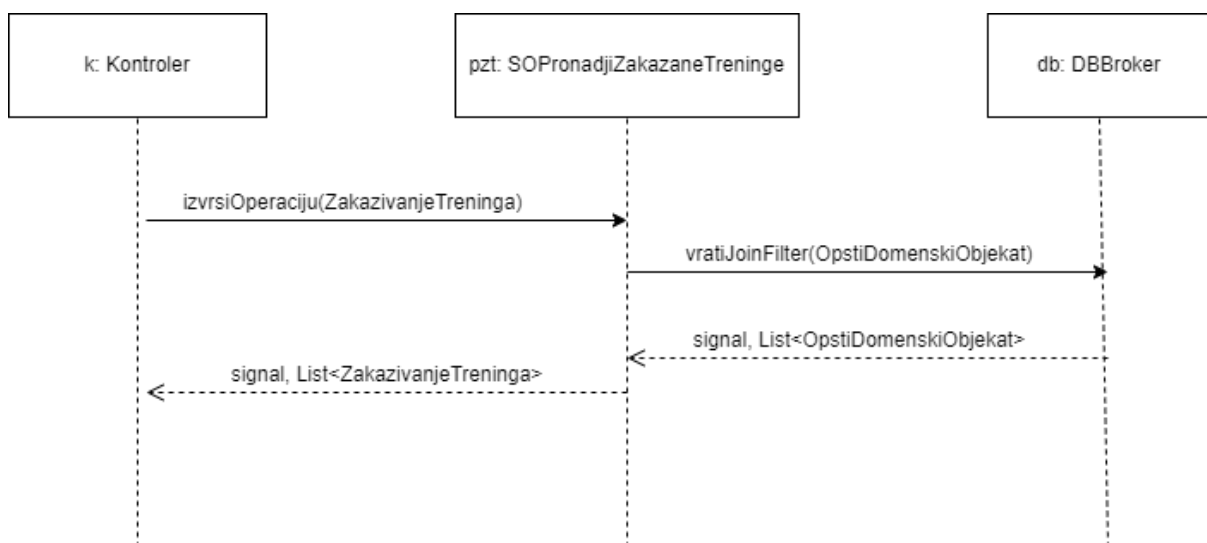 k: Kontroler
pzt: SOPronadjiZakazaneTreninge
db: DBBroker
izvrsiOperaciju(ZakazivanjeTreninga)
vratiJoinFilter(OpstiDomenskiObjekat)
signal, List<OpstiDomenskiObjekat>
signal, List<ZakazivanjeTreninga>